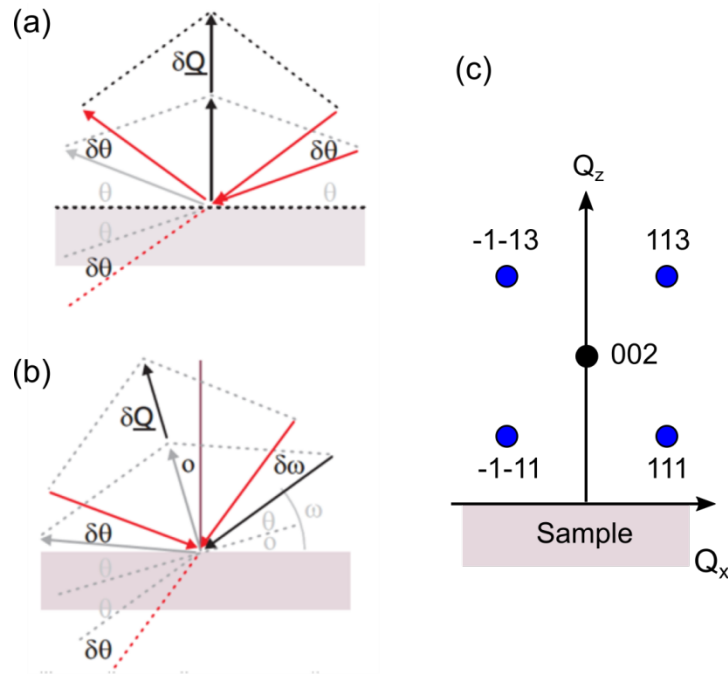 (a)
δQ
δθ
δθ
θ
θ
θ
δθ
(b)
δQ
o
δω
ω
θ
o
δθ
θ
θ
δθ
(c)
Qz
-1-13
113
002
-1-11
111
Sample
Qx